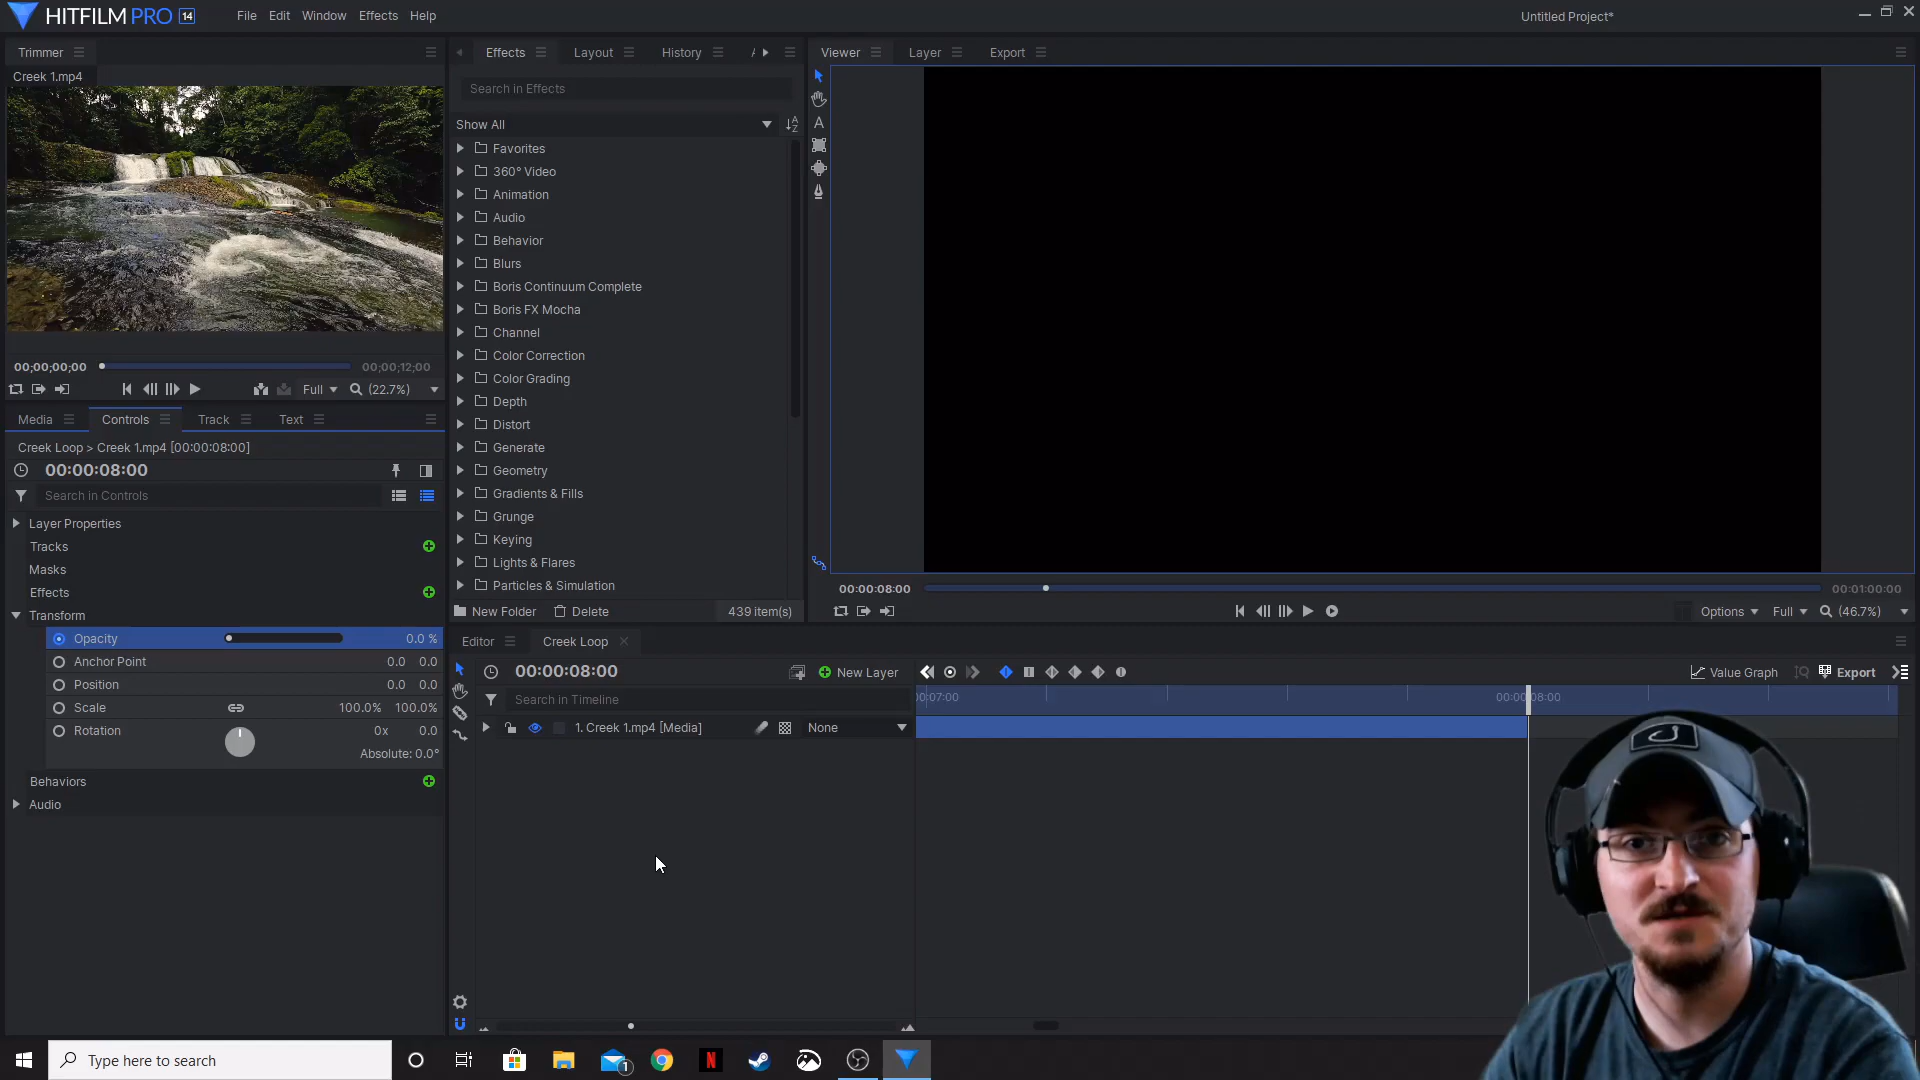 HITFILM PRO 14 File Edit Window Effects Help Untitled Project*
Trimmer
Creek 1.mp4
00;00;00;00 00;00;12;00
Full (22.7%)
Media Controls Track Text
Creek Loop > Creek 1.mp4 [00:00:08:00]
00:00:08:00
Search in Controls
Layer Properties
Tracks
Masks
Effects
Transform
Opacity 0.0 %
Anchor Point 0.0 0.0
Position 0.0 0.0
Scale 100.0% 100.0%
Rotation 0x 0.0
Absolute: 0.0°
Behaviors
Audio
Effects Layout History
Search in Effects
Show All
Favorites
360° Video
Animation
Audio
Behavior
Blurs
Boris Continuum Complete
Boris FX Mocha
Channel
Color Correction
Color Grading
Depth
Distort
Generate
Geometry
Gradients & Fills
Grunge
Keying
Lights & Flares
Particles & Simulation
New Folder Delete 439 item(s)
Viewer Layer Export
00:00:08:00 00:01:00:00
Options Full (46.7%)
Editor Creek Loop
00:00:08:00 New Layer Value Graph Export
Search in Timeline 00:00:08:00
1. Creek 1.mp4 [Media] None
Type here to search
1